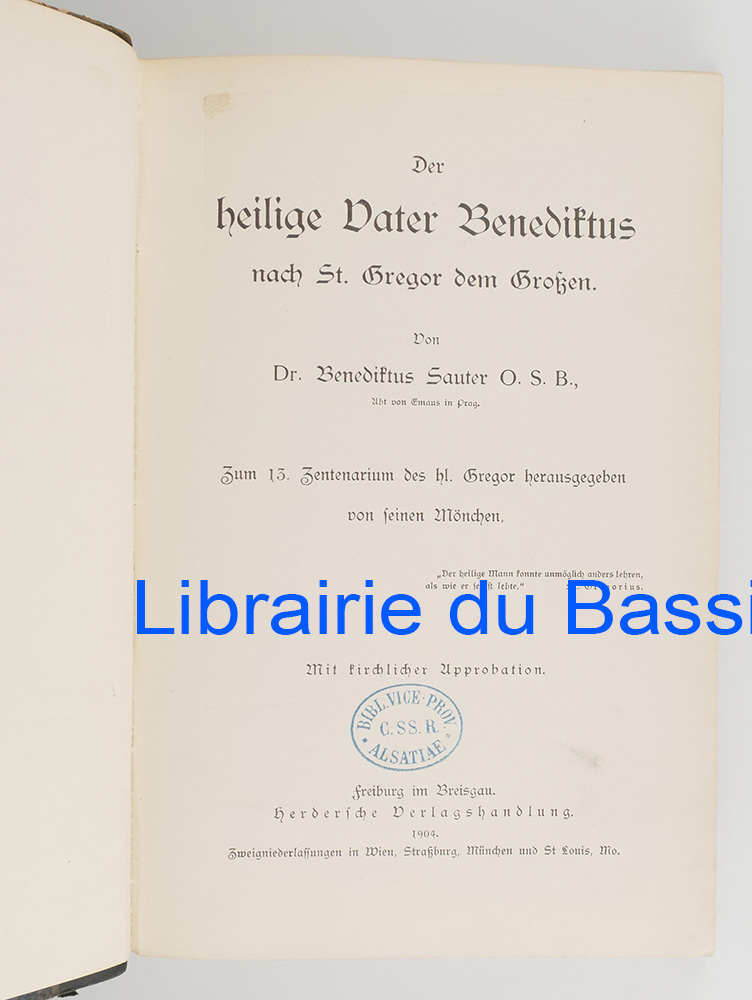 Der
heilige Vater Benediktus
nach St. Gregor dem Großen.
Von
Dr. Benediktus Sauter O. S. B.,
Abt von Emaus in Prag.
Zum 13. Zentenarium des hl. Gregor herausgegeben
von seinen Mönchen.
„Der heilige Mann konnte unmöglich anders lehren,
als wie er selbst lebte.“ Gregorius.
Librairie du Bassi
Mit kirchlicher Approbation.
BIBL. VICE-PROV.
C. SS. R.
ALSATIAE
Freiburg im Breisgau.
Herdersche Verlagshandlung.
1904.
Zweigniederlassungen in Wien, Straßburg, München und St Louis, Mo.